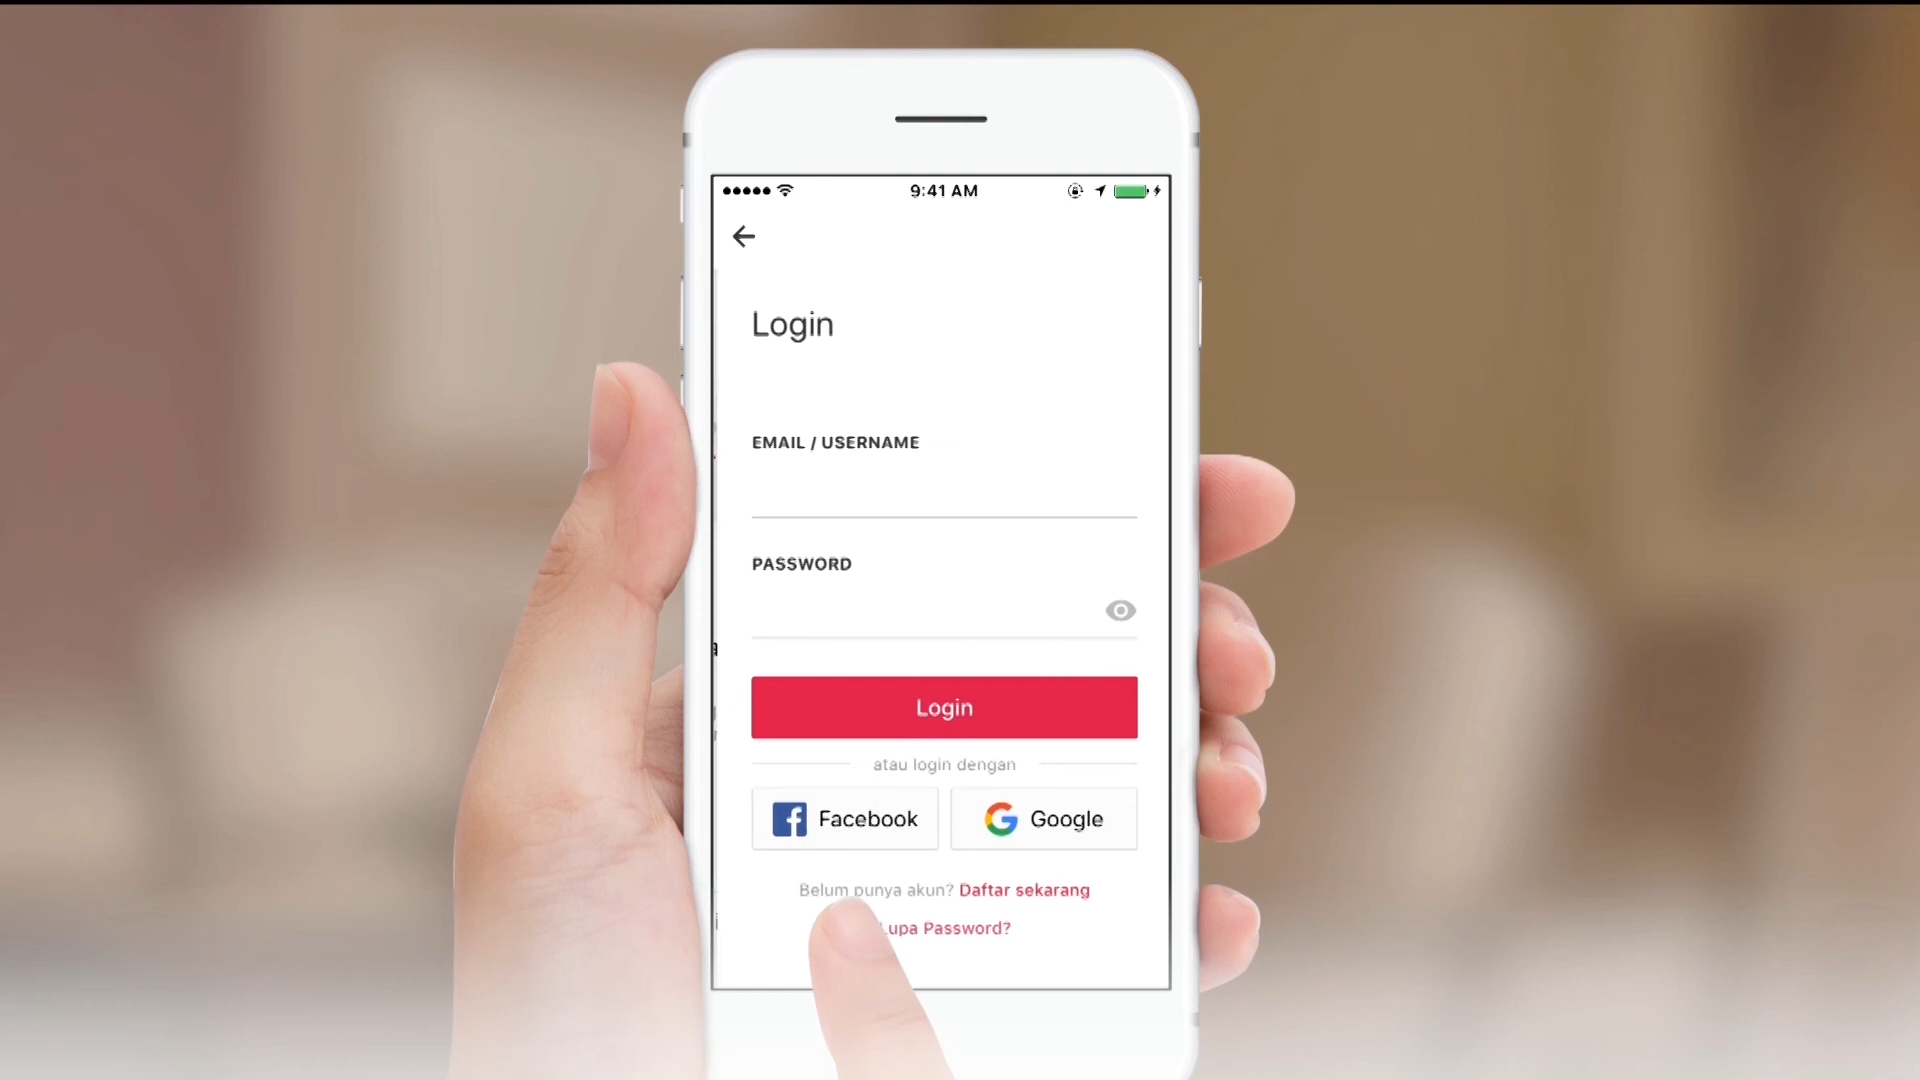 9:41 AM
Login
EMAIL / USERNAME
PASSWORD
Login
atau login dengan
Facebook Google
Belum punya akun? Daftar sekarang
Password?